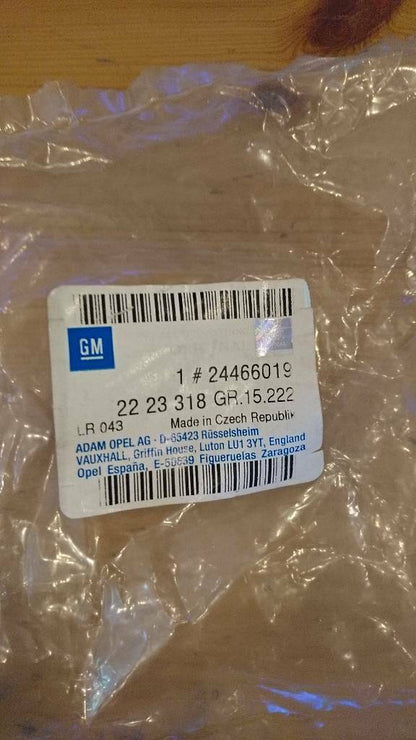 GM
1 # 24466019
22 23 318 GR.15.222
LR 043 Made in Czech Republik
ADAM OPEL AG - D-65423 Rüsselsheim
VAUXHALL, Griffin House, Luton LU1 3YT, England
Opel España, E-50639 Figueruelas Zaragoza